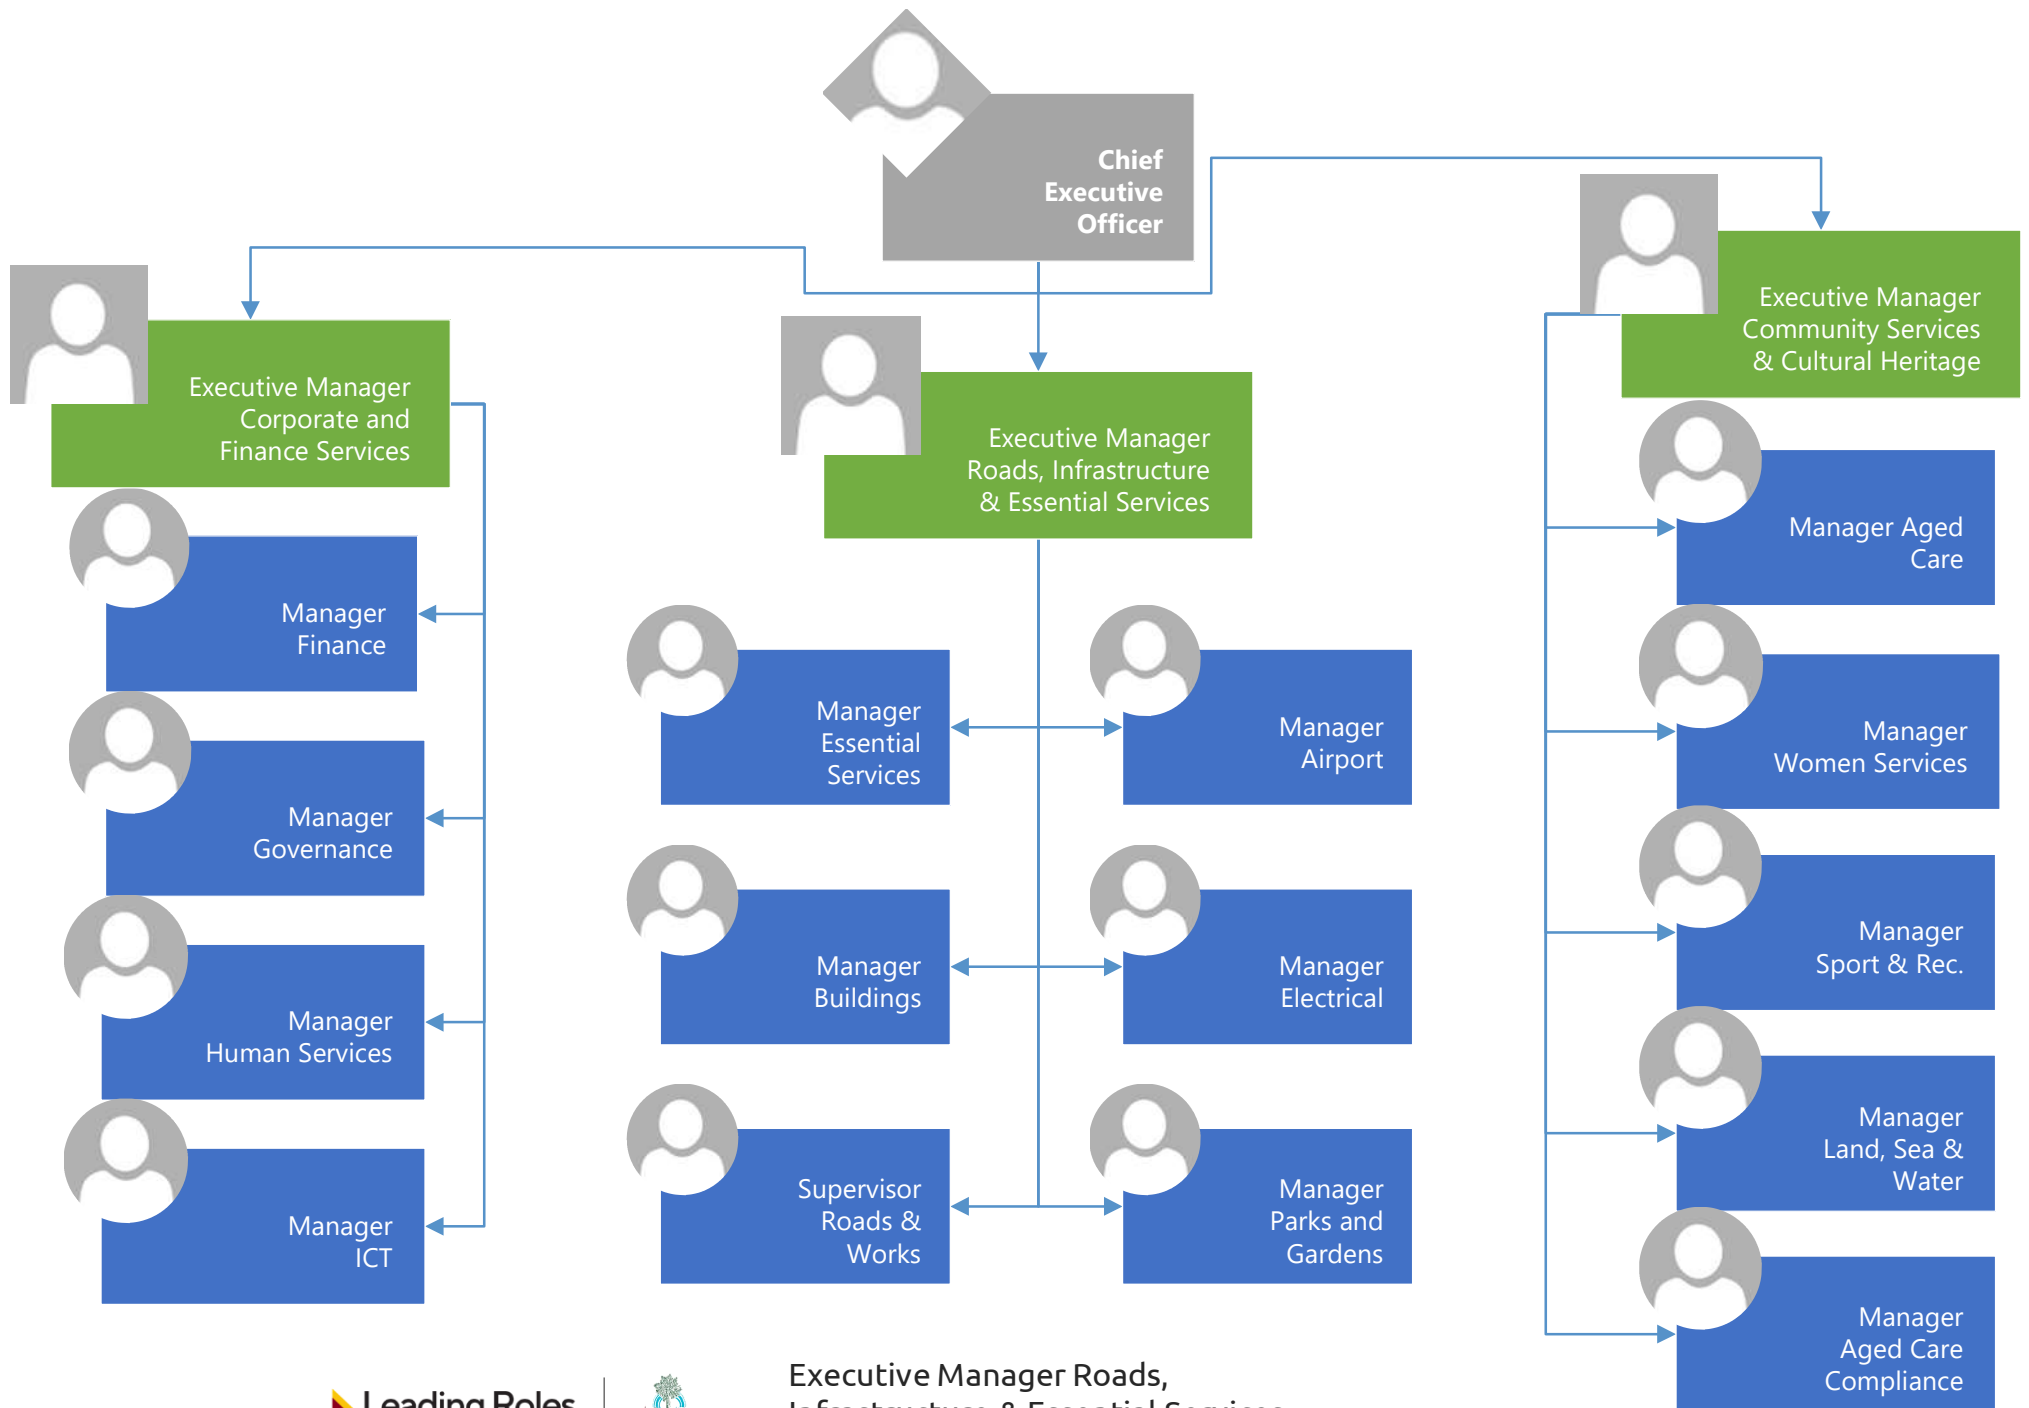 Chief
Executive
Officer
Executive Manager
Corporate and
Finance Services
Manager
Finance
Manager
Governance
Manager
Human Services
Manager
ICT
Executive Manager
Roads, Infrastructure
& Essential Services
Manager
Essential
Services
Manager
Airport
Manager
Buildings
Manager
Electrical
Supervisor
Roads &
Works
Manager
Parks and
Gardens
Executive Manager
Community Services
& Cultural Heritage
Manager Aged
Care
Manager
Women Services
Manager
Sport & Rec.
Manager
Land, Sea &
Water
Manager
Aged Care
Compliance
Leading Roles
Executive Manager Roads,
Infrastructure & Essential Services